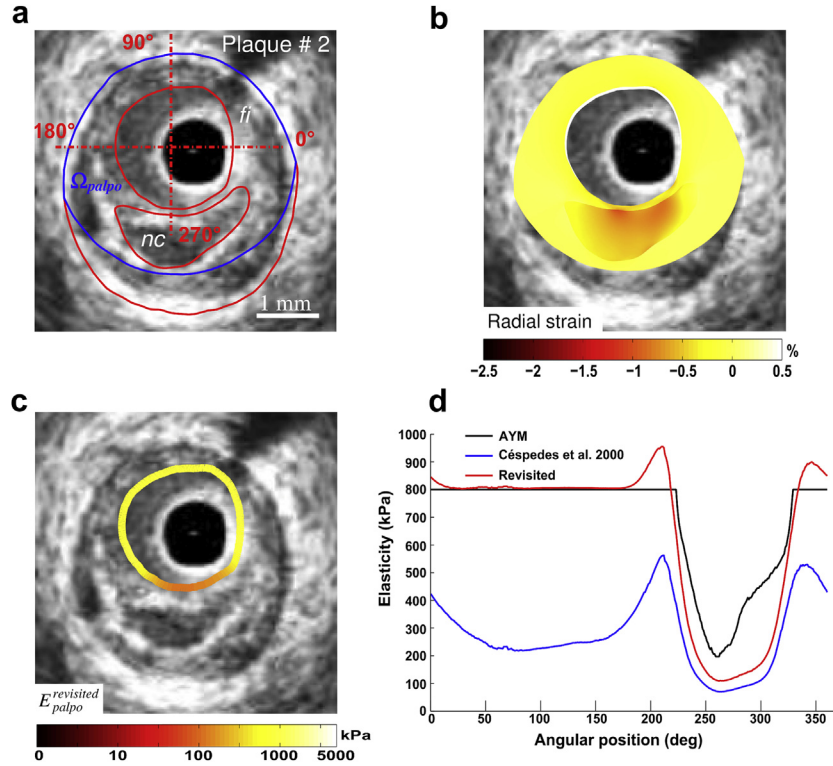 a
90°
Plaque # 2
fi
180°
0°
Ωpalpo
nc
270°
1 mm
b
Radial strain
%
−2.5 −2 −1.5 −1 −0.5 0 0.5
c
E revisited palpo
kPa
0 10 100 1000 5000
d
AYM
Céspedes et al. 2000
Revisited
Elasticity (kPa)
1000
900
800
700
600
500
400
300
200
100
0
0 50 100 150 200 250 300 350
Angular position (deg)